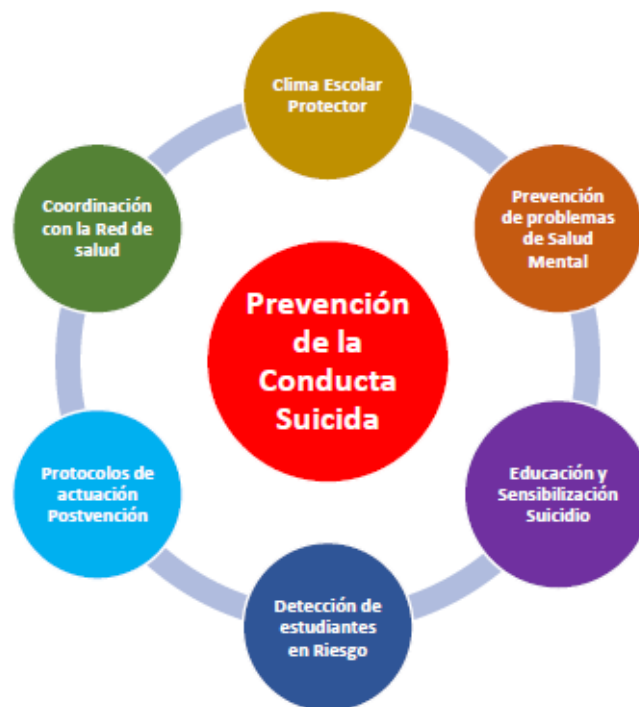 Clima Escolar
Protector
Prevención
de problemas
de Salud
Mental
Educación y
Sensibilización
Suicidio
Detección de
estudiantes
en Riesgo
Protocolos de
actuación
Postvención
Coordinación
con la Red de
salud
Prevención
de la
Conducta
Suicida